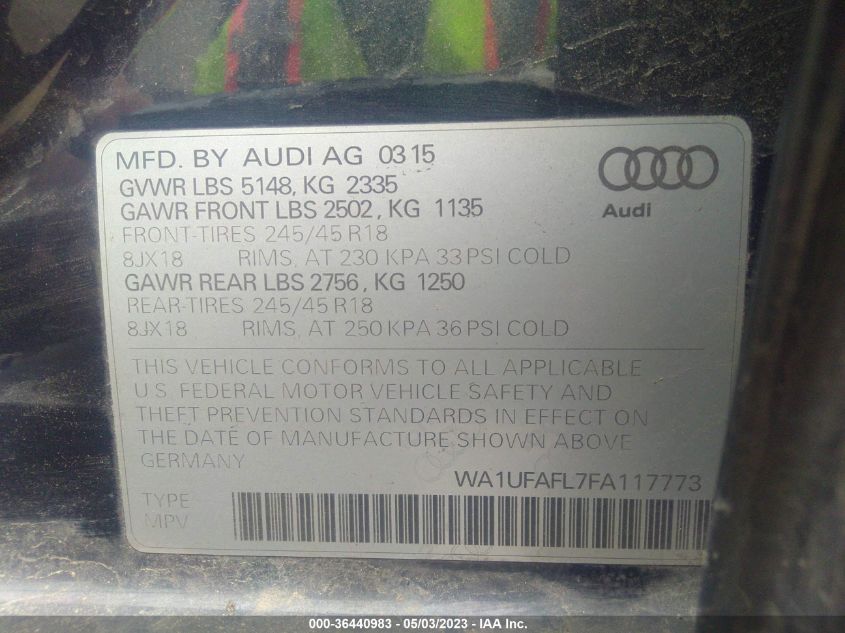 MFD. BY AUDI AG 0315
GVWR LBS 5148, KG 2335
GAWR FRONT LBS 2502, KG 1135
FRONT-TIRES 245/45 R18
8JX18 RIMS, AT 230 KPA 33 PSI COLD
GAWR REAR LBS 2756, KG 1250
REAR-TIRES 245/45 R18
8JX18 RIMS, AT 250 KPA 36 PSI COLD
Audi
THIS VEHICLE CONFORMS TO ALL APPLICABLE
U.S. FEDERAL MOTOR VEHICLE SAFETY AND
THEFT PREVENTION STANDARDS IN EFFECT ON
THE DATE OF MANUFACTURE SHOWN ABOVE
GERMANY
WA1UFAFL7FA117773
TYPE
MPV
000-36440983 - 05/03/2023 - IAA Inc.